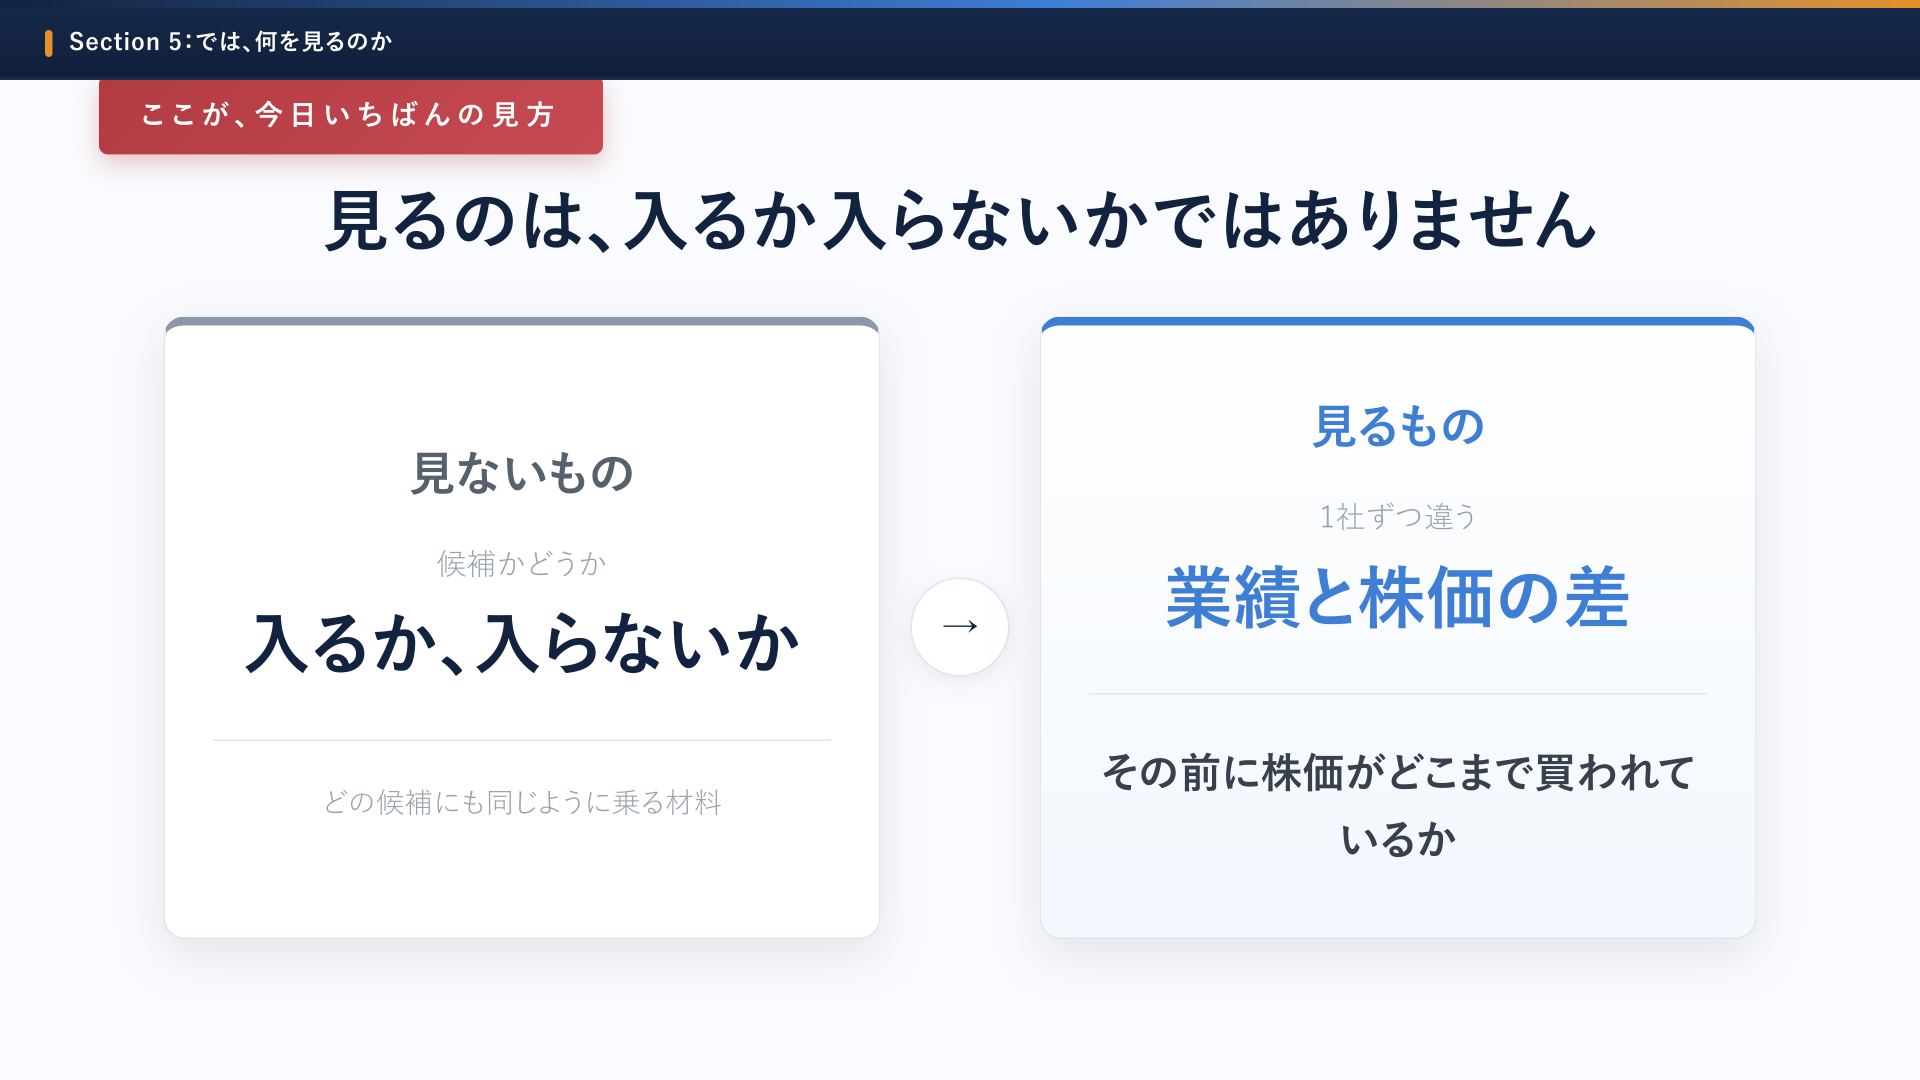 Section 5：では、何を見るのか
ここが、今日いちばんの見方
見るのは、入るか入らないかではありません
見ないもの
候補かどうか
入るか、入らないか
どの候補にも同じように乗る材料
→
見るもの
1社ずつ違う
業績と株価の差
その前に株価がどこまで買われて
いるか